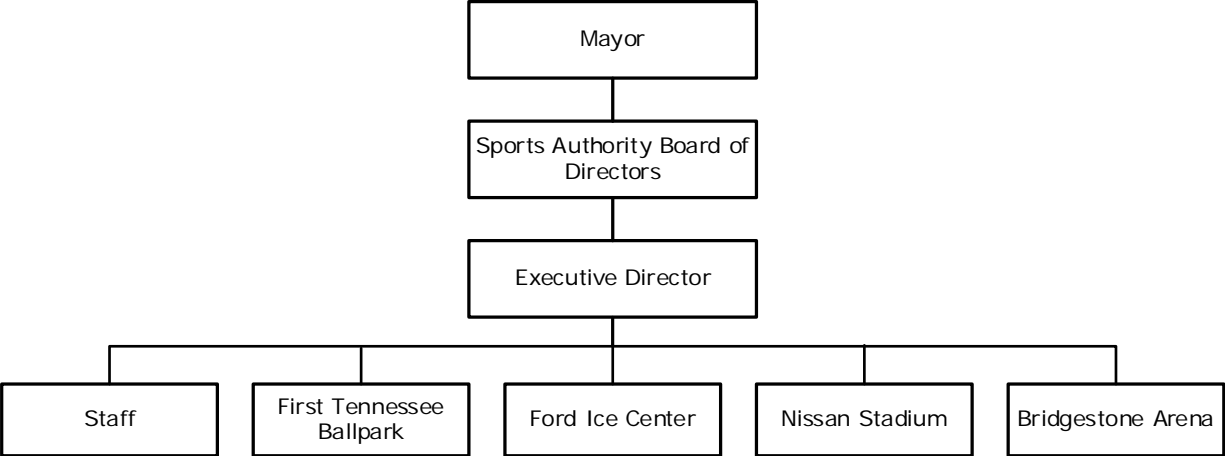 Mayor
Sports Authority Board of
Directors
Executive Director
Staff
First Tennessee
Ballpark
Ford Ice Center
Nissan Stadium
Bridgestone Arena